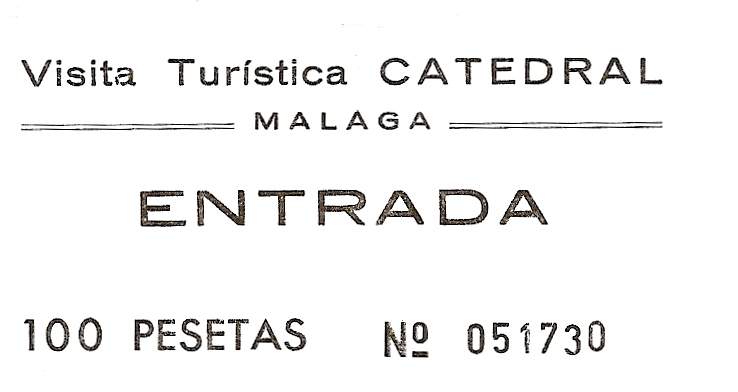 Visita Turística CATEDRAL
MALAGA
ENTRADA
100 PESETAS Nº 051730